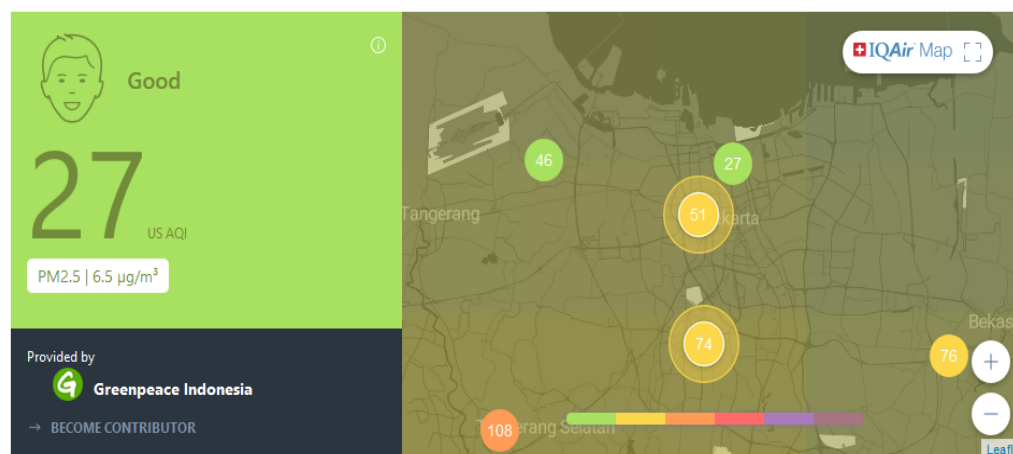 Good
27
US AQI
PM2.5 | 6.5 µg/m³
Provided by
Greenpeace Indonesia
→ BECOME CONTRIBUTOR
IQAir Map
46
27
51
karta
Tangerang
74
Bekas
76
+
−
108
erang Selatan
Leafl